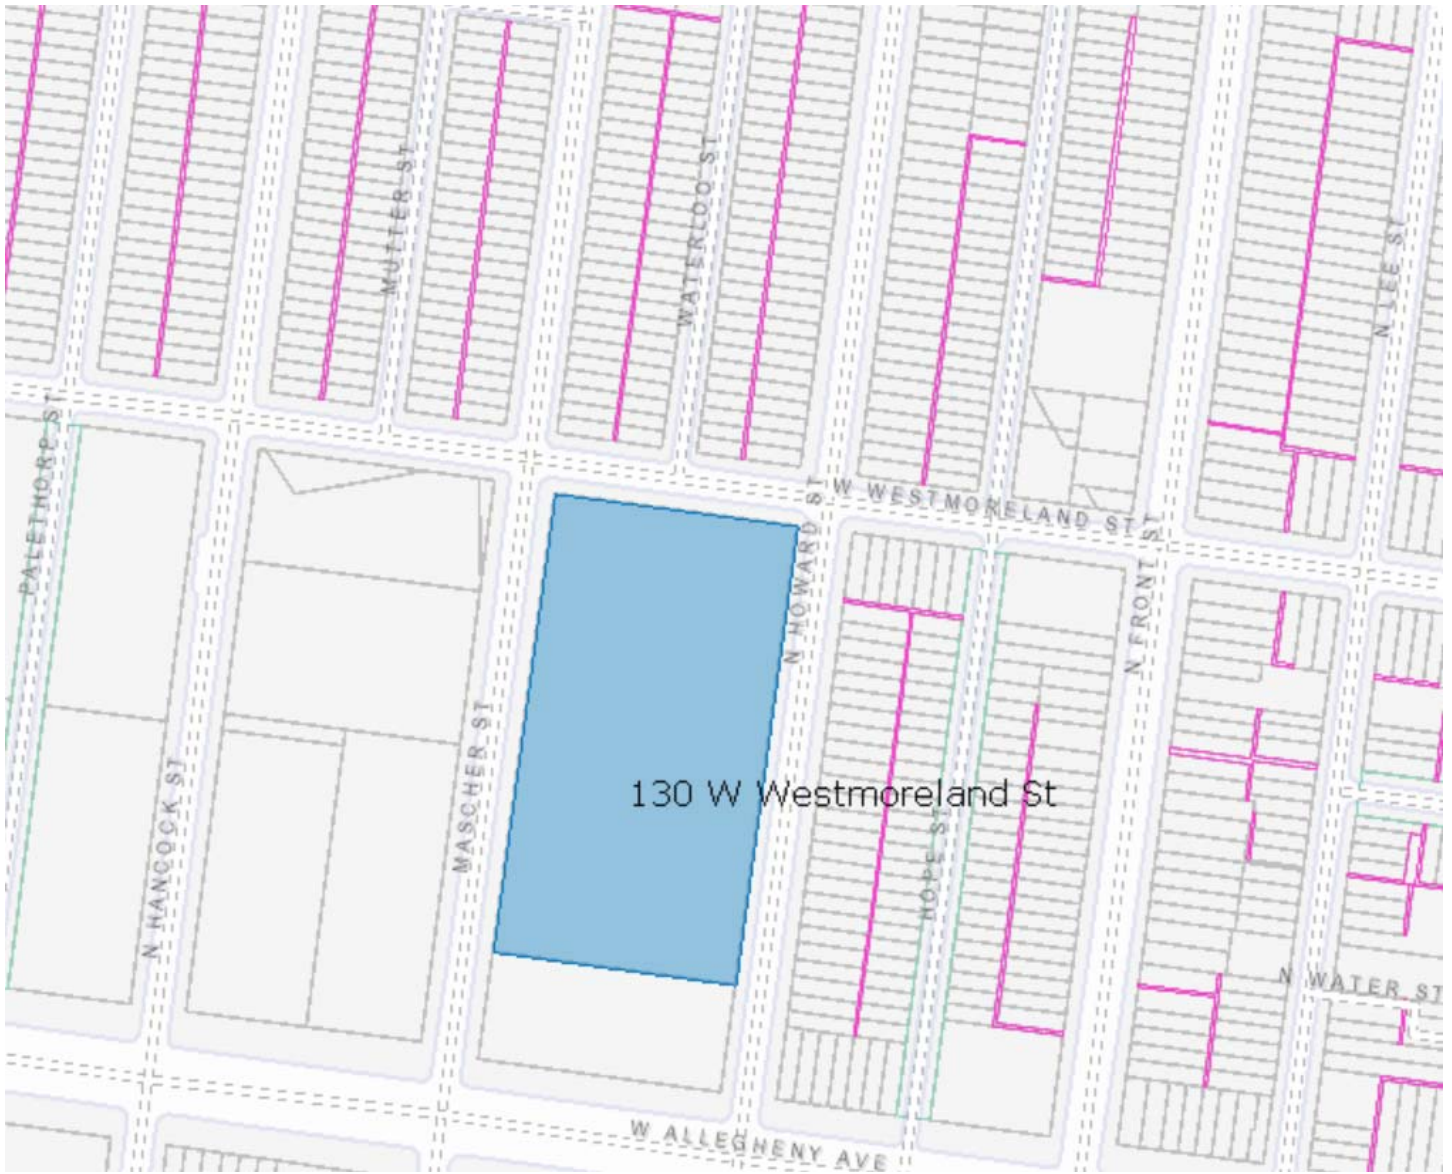 MUTTER ST
WATERLOO ST
N LEE ST
PALETHORP ST
W WESTMORELAND ST
N HOWARD ST
N FRONT ST
MASCHER ST
N HANCOCK ST
130 W Westmoreland St
HOPE ST
N WATER ST
W ALLEGHENY AVE